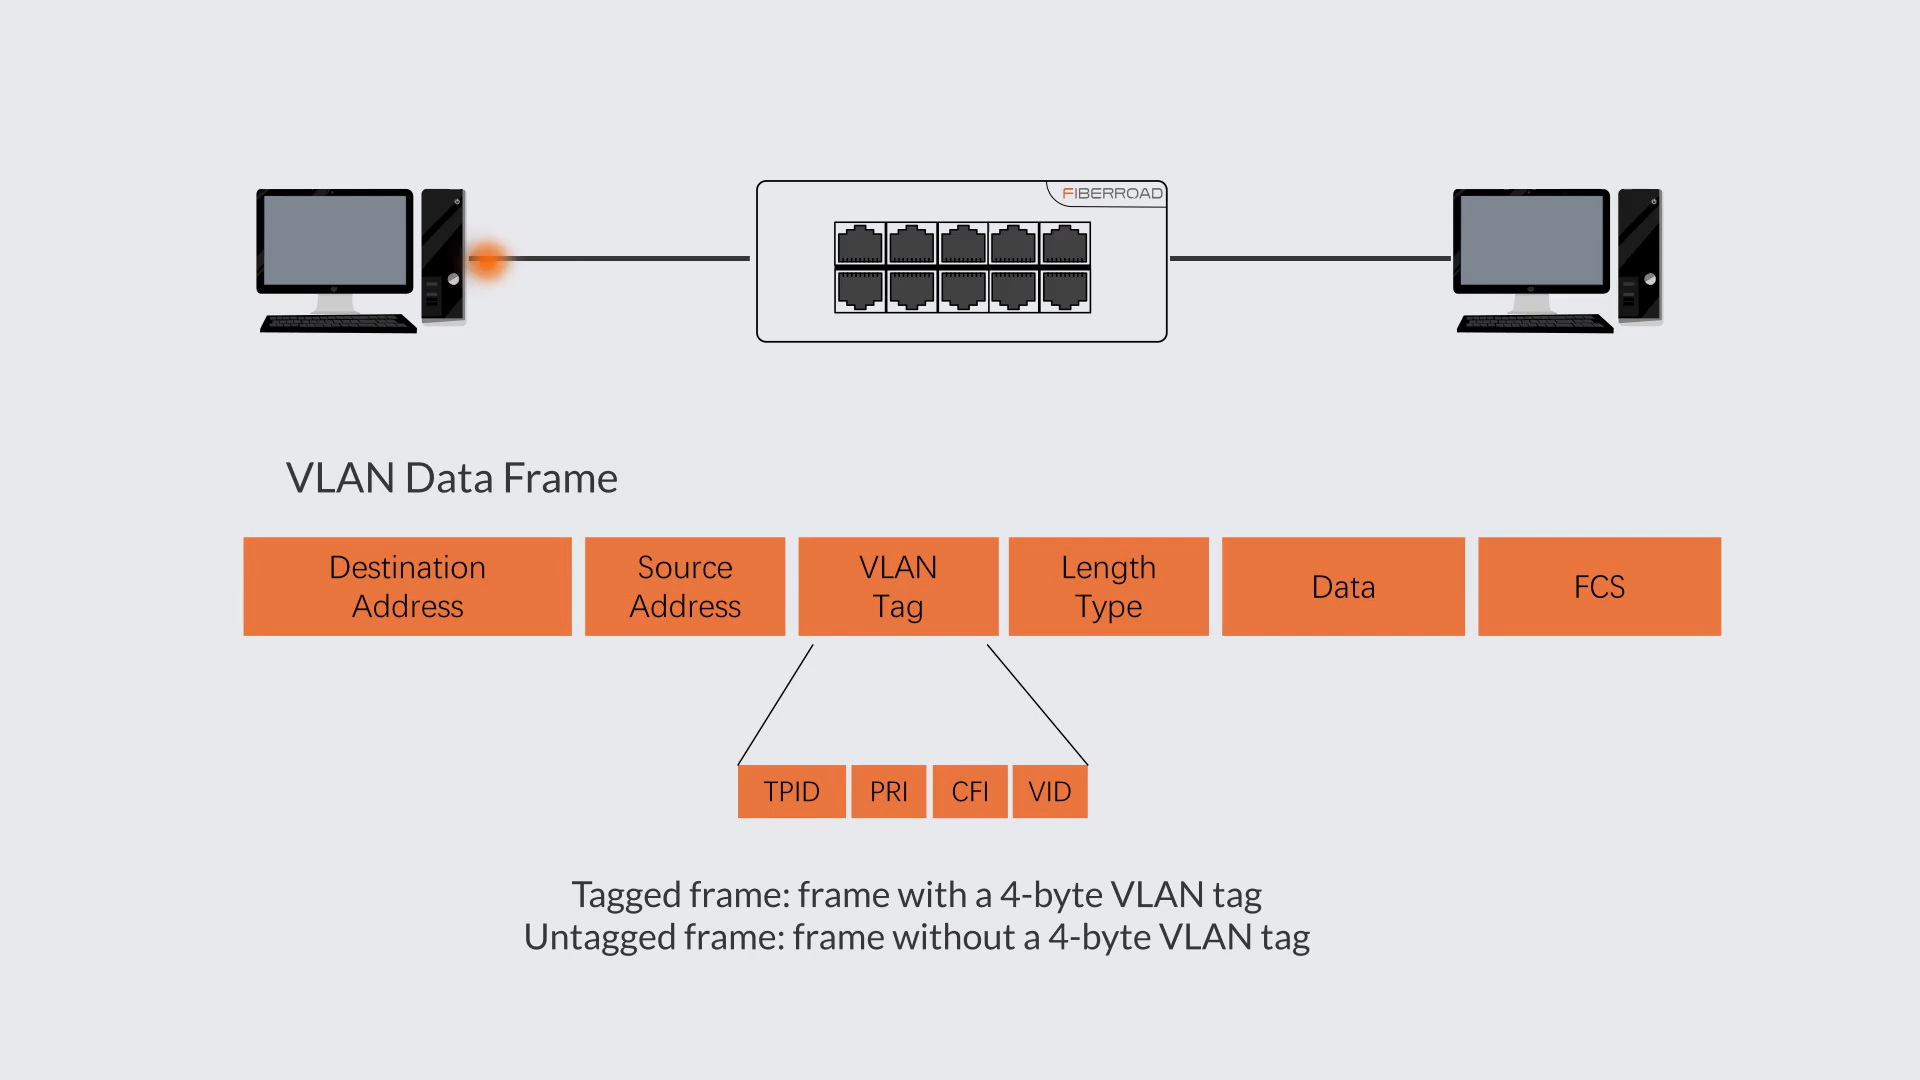 FIBERROAD
VLAN Data Frame
Destination
Address
Source
Address
VLAN
Tag
Length
Type
Data
FCS
TPID
PRI
CFI
VID
Tagged frame: frame with a 4-byte VLAN tag
Untagged frame: frame without a 4-byte VLAN tag